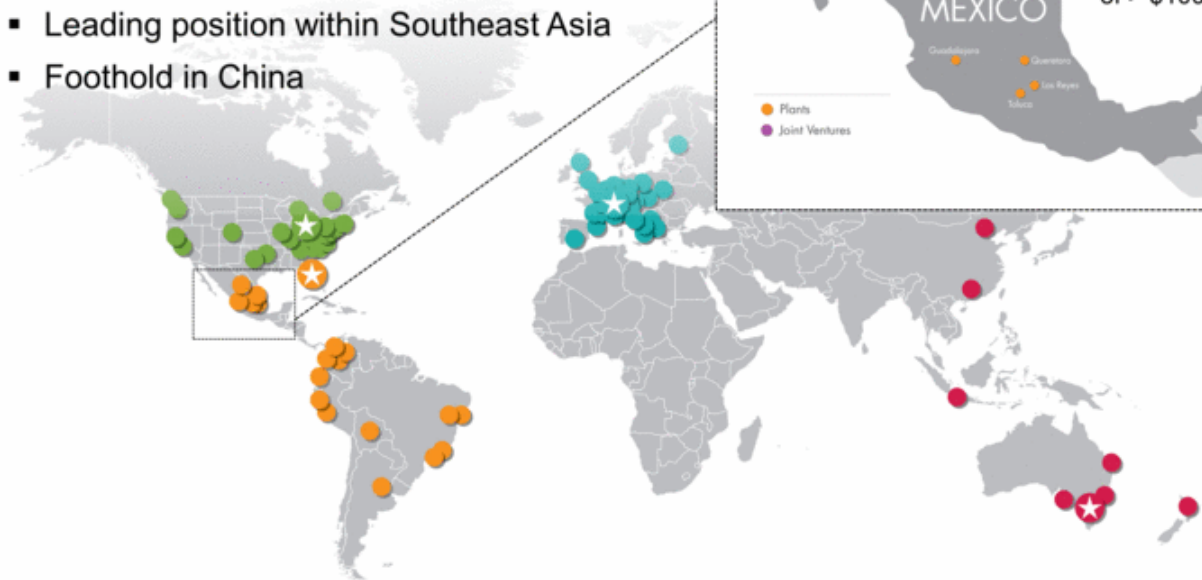 ▪ Leading position within Southeast Asia
▪ Foothold in China
MEXICO
Guadalajara
Queretaro
Los Reyes
Toluca
Plants
Joint Ventures